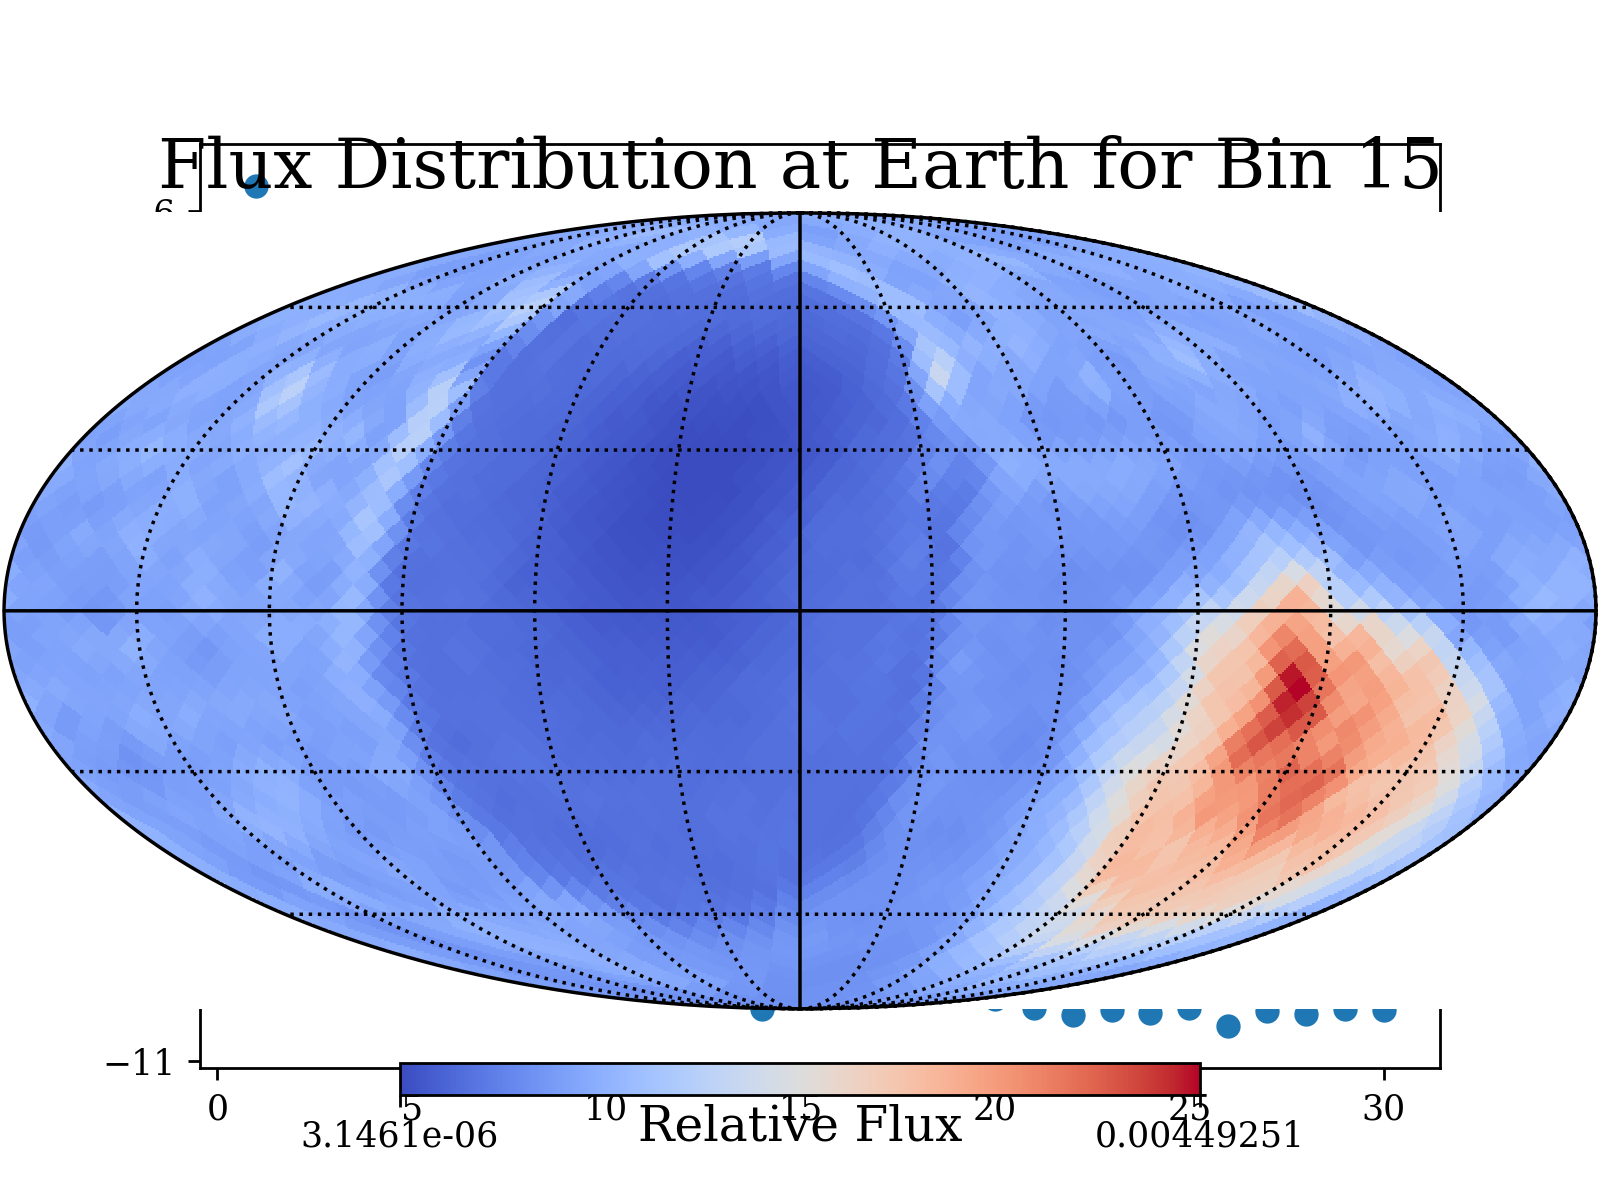 Flux Distribution at Earth for Bin 15
6
−11
0 5 10 15 20 25 30
3.1461e-06 Relative Flux 0.00449251